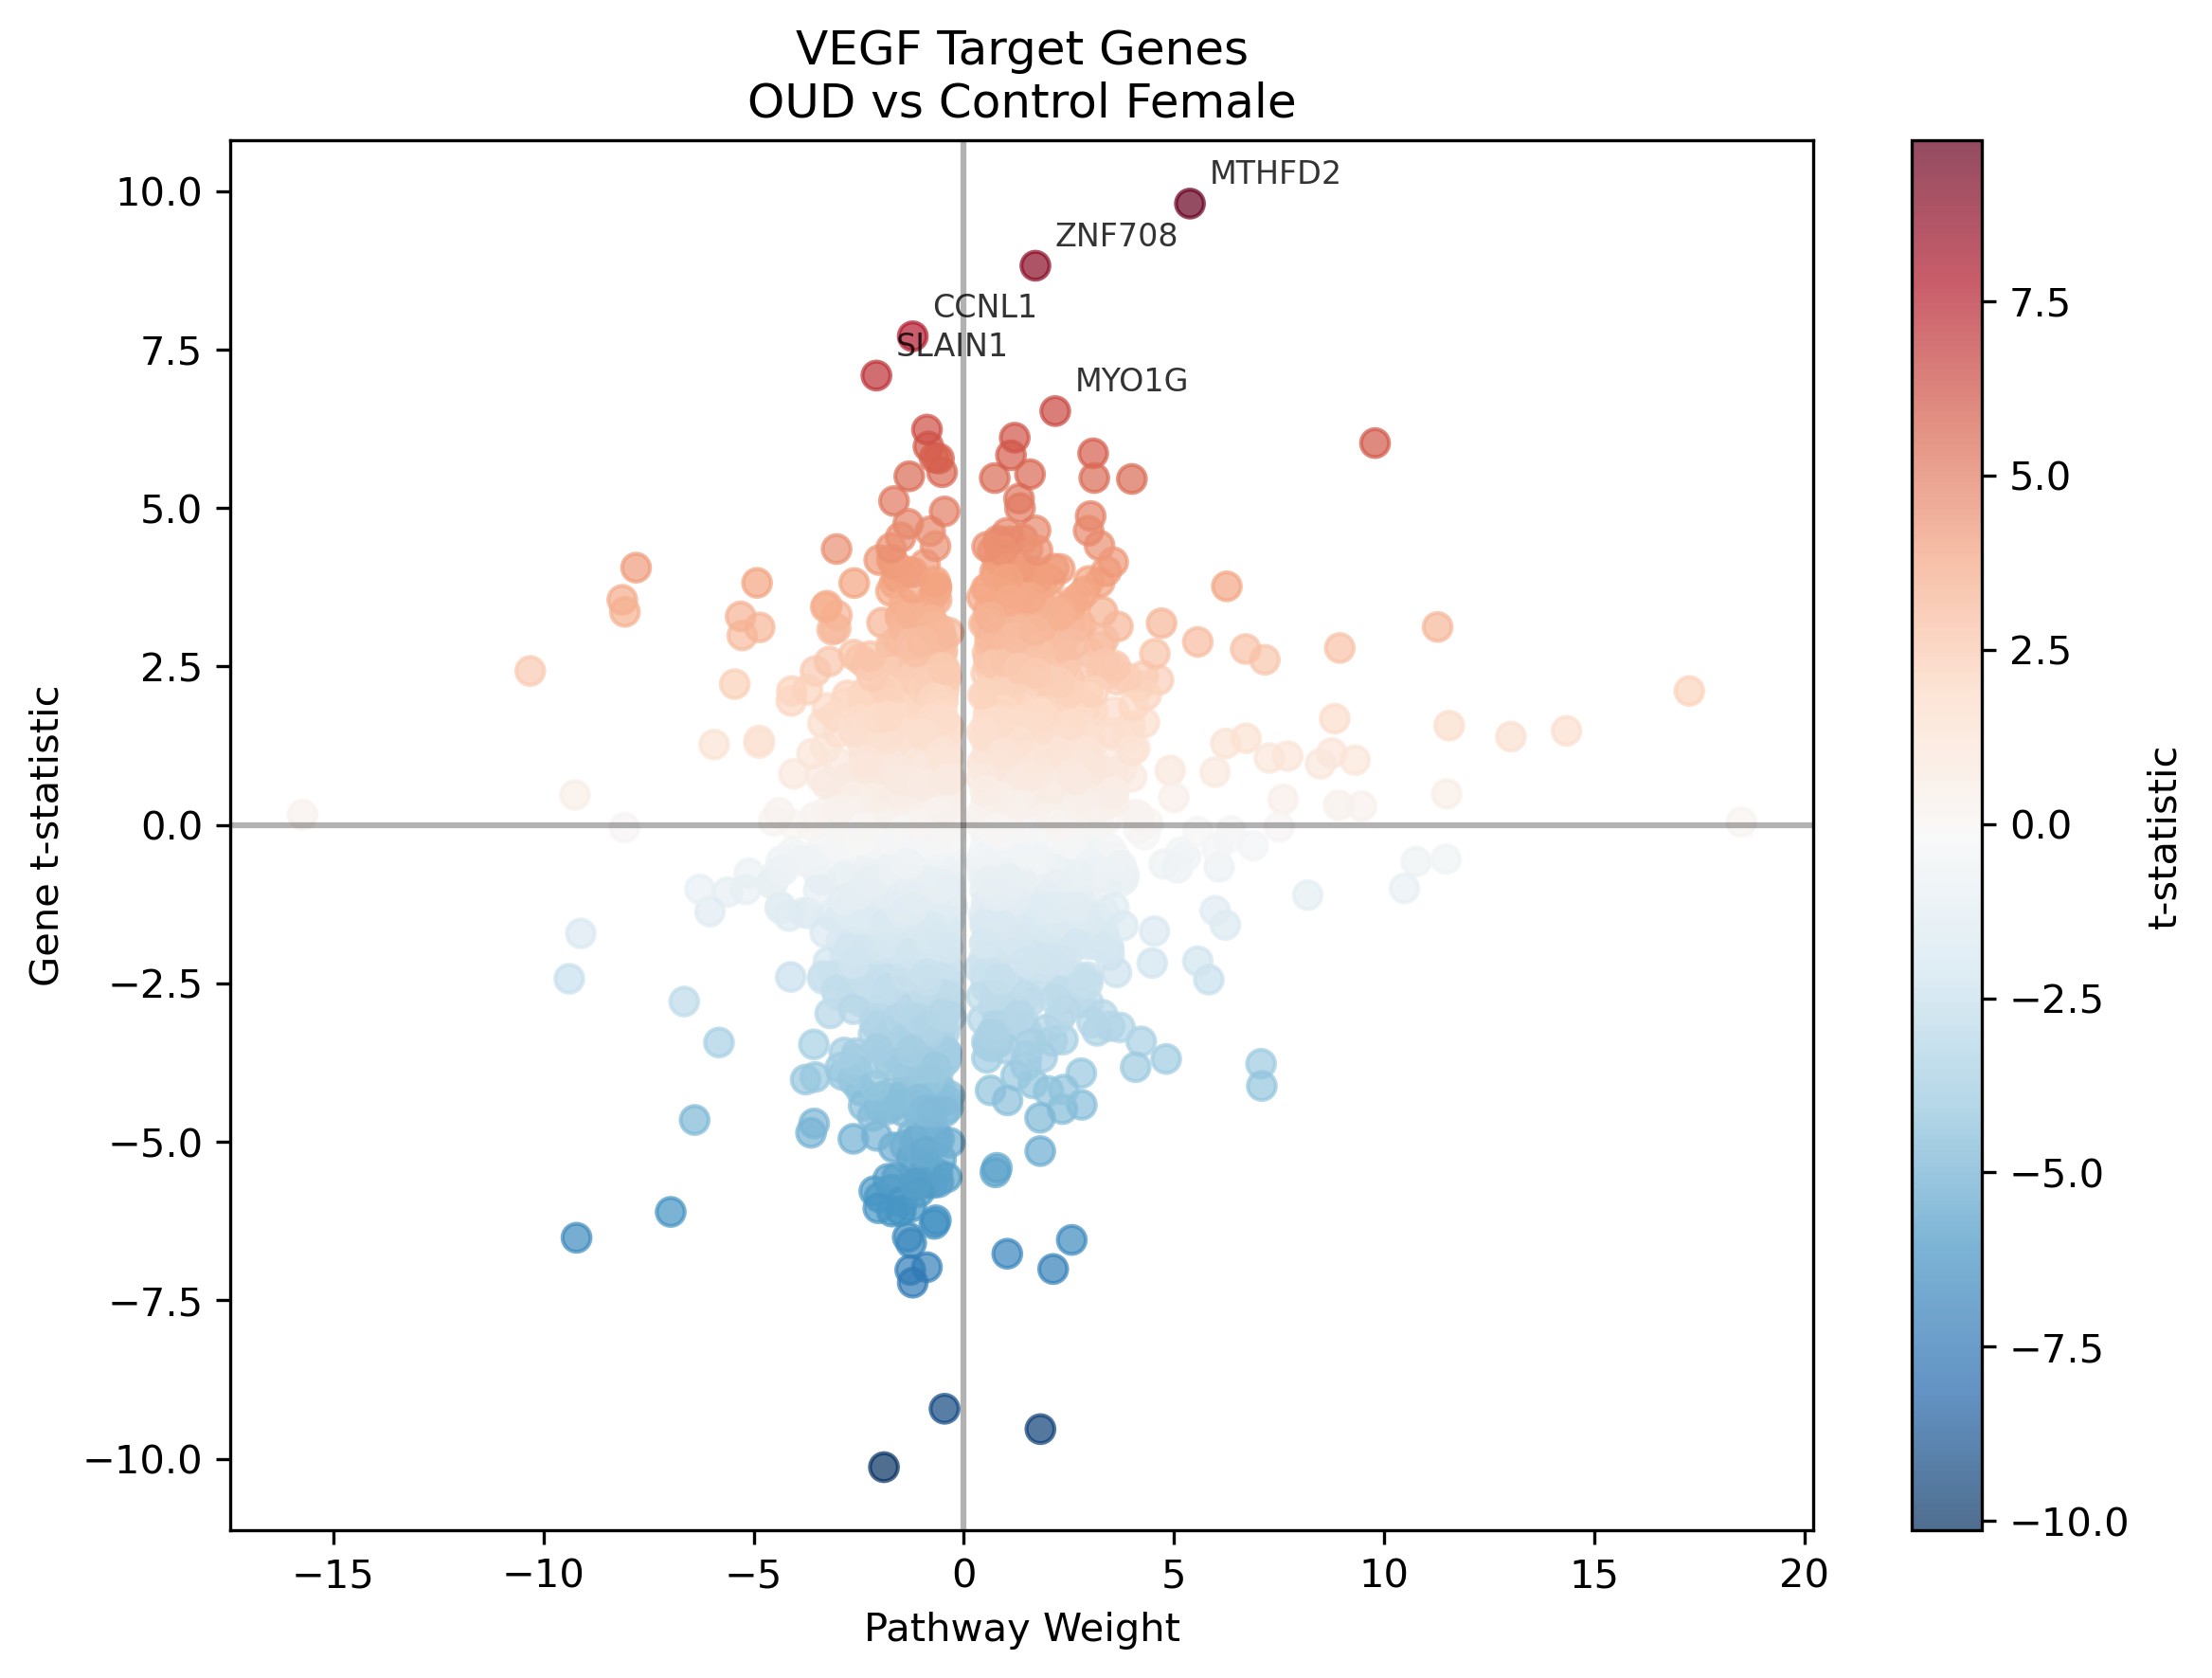 VEGF Target Genes
OUD vs Control Female
MTHFD2
ZNF708
CCNL1
SLAIN1
MYO1G
10.0
7.5
5.0
2.5
0.0
−2.5
−5.0
−7.5
−10.0
Gene t-statistic
−15
−10
−5
0
5
10
15
20
Pathway Weight
7.5
5.0
2.5
0.0
−2.5
−5.0
−7.5
−10.0
t-statistic